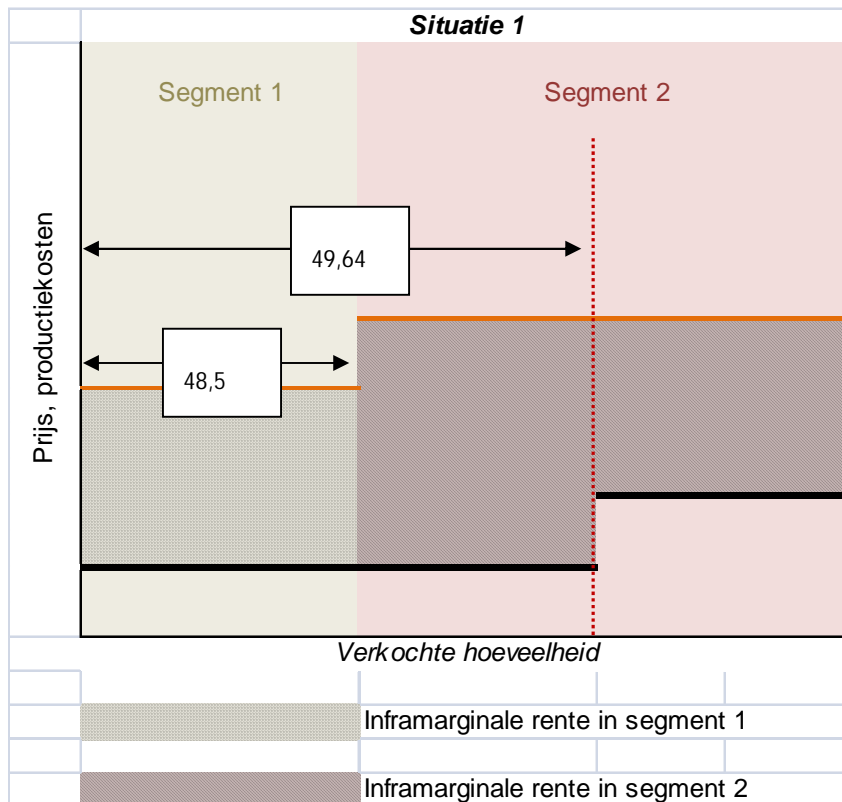 Situatie 1
Segment 1
Segment 2
Prijs, productiekosten
49,64
48,5
Verkochte hoeveelheid
Inframarginale rente in segment 1
Inframarginale rente in segment 2